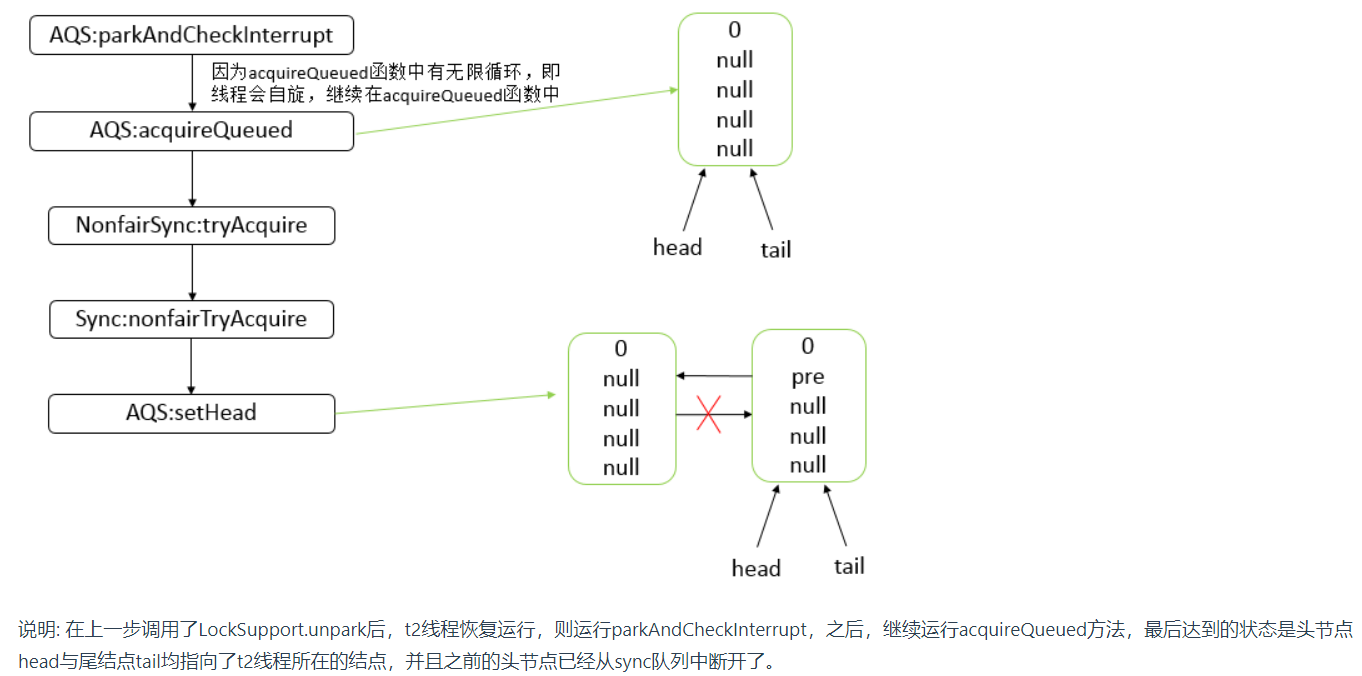 AQS:parkAndCheckInterrupt
因为acquireQueued函数中有无限循环，即
线程会自旋，继续在acquireQueued函数中
AQS:acquireQueued
NonfairSync:tryAcquire
Sync:nonfairTryAcquire
AQS:setHead
0
null
null
null
null
head
tail
0
null
null
null
null
0
pre
null
null
null
head
tail
说明: 在上一步调用了LockSupport.unpark后，t2线程恢复运行，则运行parkAndCheckInterrupt，之后，继续运行acquireQueued方法，最后达到的状态是头节点
head与尾结点tail均指向了t2线程所在的结点，并且之前的头节点已经从sync队列中断开了。